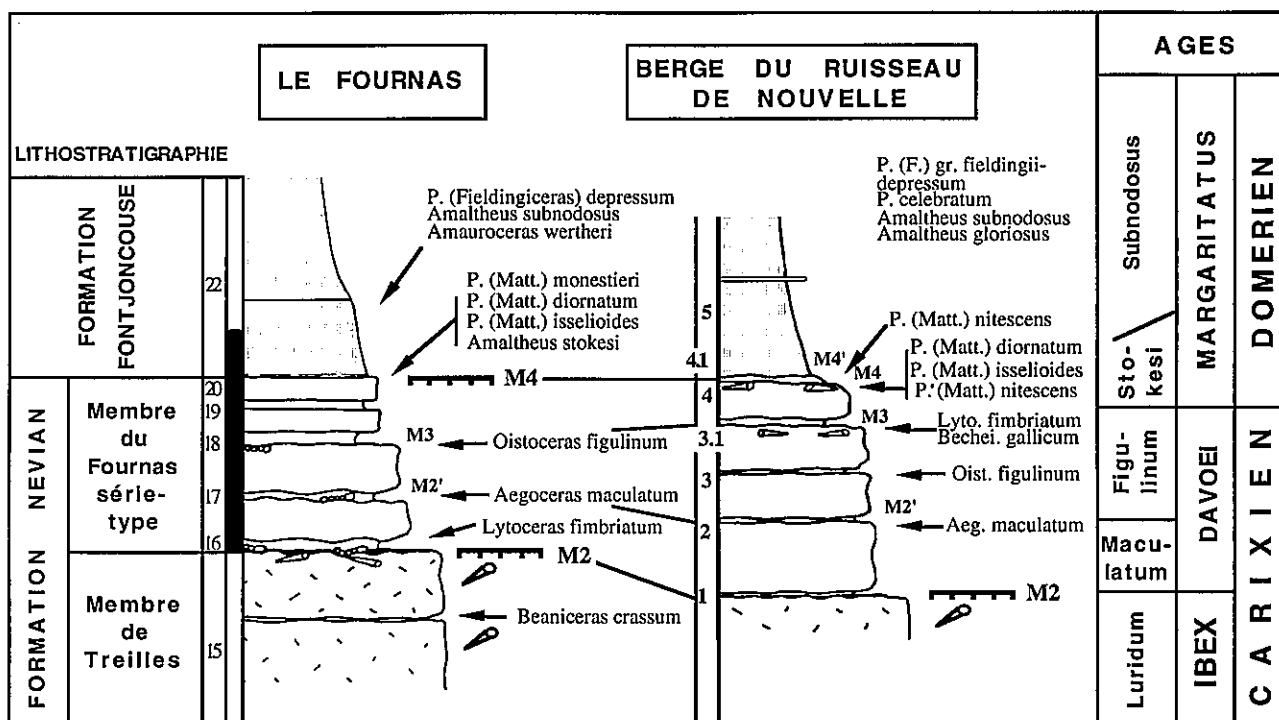 LE FOURNAS
BERGE DU RUISSEAU
DE NOUVELLE
AGES
LITHOSTRATIGRAPHIE
FORMATION
FONTJONCOUSE
22
P. (Fieldingiceras) depressum
Amaltheus subnodosus
Amauroceras wertheri
P. (Matt.) monestieri
P. (Matt.) diornatum
P. (Matt.) isselioides
Amaltheus stokesi
M4
FORMATION NEVIAN
Membre
du
Fournas
série-
type
20
19
18
17
16
M3
Oistoceras figulinum
M2'
Aegoceras maculatum
Lytoceras fimbriatum
M2
Membre
de
Treilles
15
Beaniceras crassum
P. (F.) gr. fieldingii-
depressum
P. celebratum
Amaltheus subnodosus
Amaltheus gloriosus
5
4.1
4
3.1
3
2
1
P. (Matt.) nitescens
M4'
M4
P. (Matt.) diornatum
P. (Matt.) isselioides
P. (Matt.) nitescens
M3
Lyto. fimbriatum
Bechei. gallicum
Oist. figulinum
M2'
Aeg. maculatum
M2
Subnodosus
Sto-
kesi
Figu-
linum
Macu-
latum
Luridum
MARGARITATUS
DAVOEI
IBEX
DOMERIEN
CARIXIEN